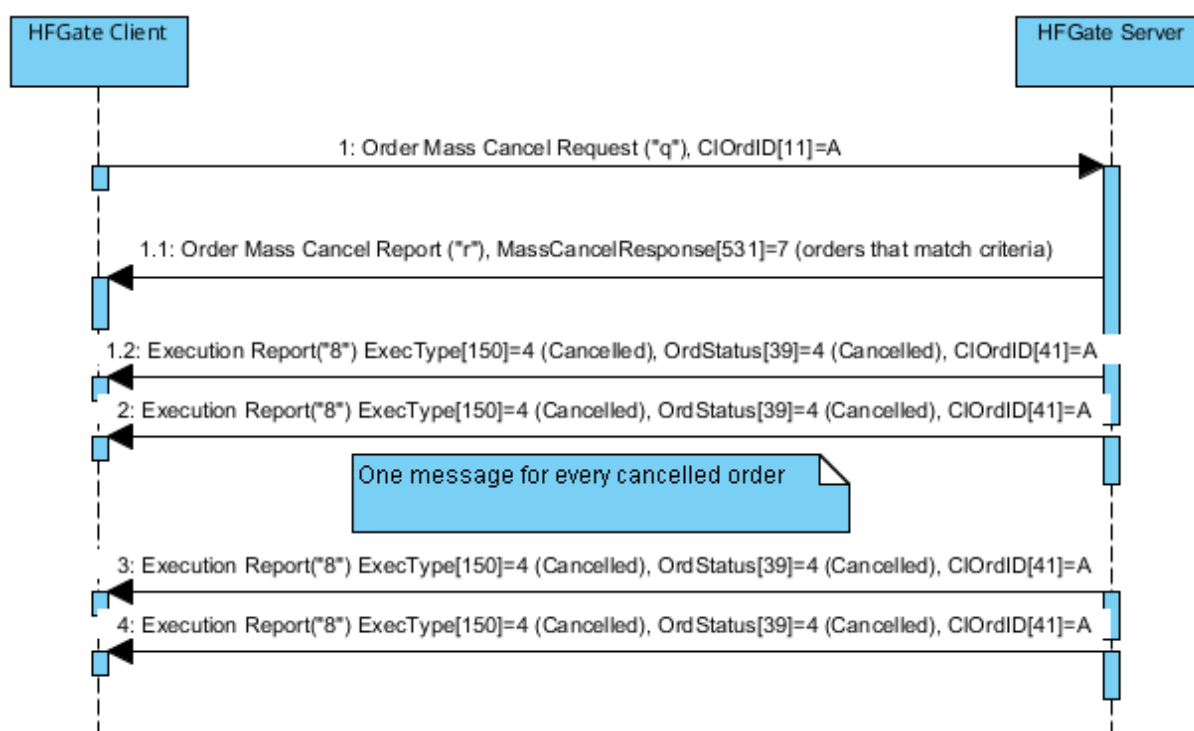 HFGate Client
HFGate Server
1: Order Mass Cancel Request ("q"), ClOrdID[11]=A
1.1: Order Mass Cancel Report ("r"), MassCancelResponse[531]=7 (orders that match criteria)
1.2: Execution Report("8") ExecType[150]=4 (Cancelled), OrdStatus[39]=4 (Cancelled), ClOrdID[41]=A
2: Execution Report("8") ExecType[150]=4 (Cancelled), OrdStatus[39]=4 (Cancelled), ClOrdID[41]=A
One message for every cancelled order
3: Execution Report("8") ExecType[150]=4 (Cancelled), OrdStatus[39]=4 (Cancelled), ClOrdID[41]=A
4: Execution Report("8") ExecType[150]=4 (Cancelled), OrdStatus[39]=4 (Cancelled), ClOrdID[41]=A